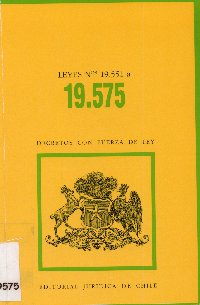 LEYES Nºs 19.551 a
19.575
DECRETOS CON FUERZA DE LEY
EDITORIAL JURIDICA DE CHILE
9575